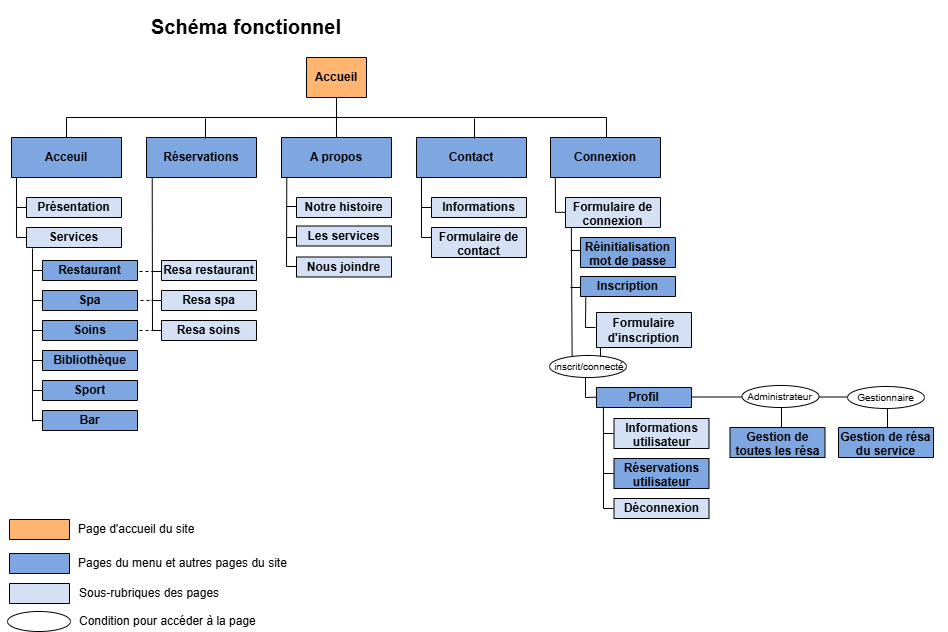 Schéma fonctionnel
Accueil
Acceuil
Réservations
A propos
Contact
Connexion
Présentation
Services
Restaurant
Spa
Soins
Bibliothèque
Sport
Bar
Resa restaurant
Resa spa
Resa soins
Notre histoire
Les services
Nous joindre
Informations
Formulaire de
contact
Formulaire de
connexion
Réinitialisation
mot de passe
Inscription
Formulaire
d'inscription
inscrit/connecté
Profil
Administrateur
Gestionnaire
Informations
utilisateur
Réservations
utilisateur
Déconnexion
Gestion de
toutes les résa
Gestion de résa
du service
Page d'accueil du site
Pages du menu et autres pages du site
Sous-rubriques des pages
Condition pour accéder à la page